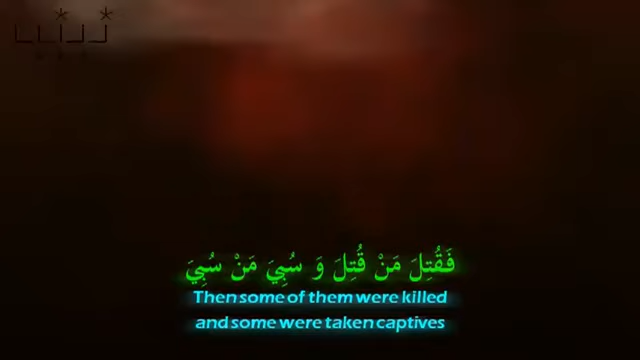 فَقُتِلَ مَنْ قُتِلَ وَ سُبِيَ مَنْ سُبِيَ
Then some of them were killed
and some were taken captives